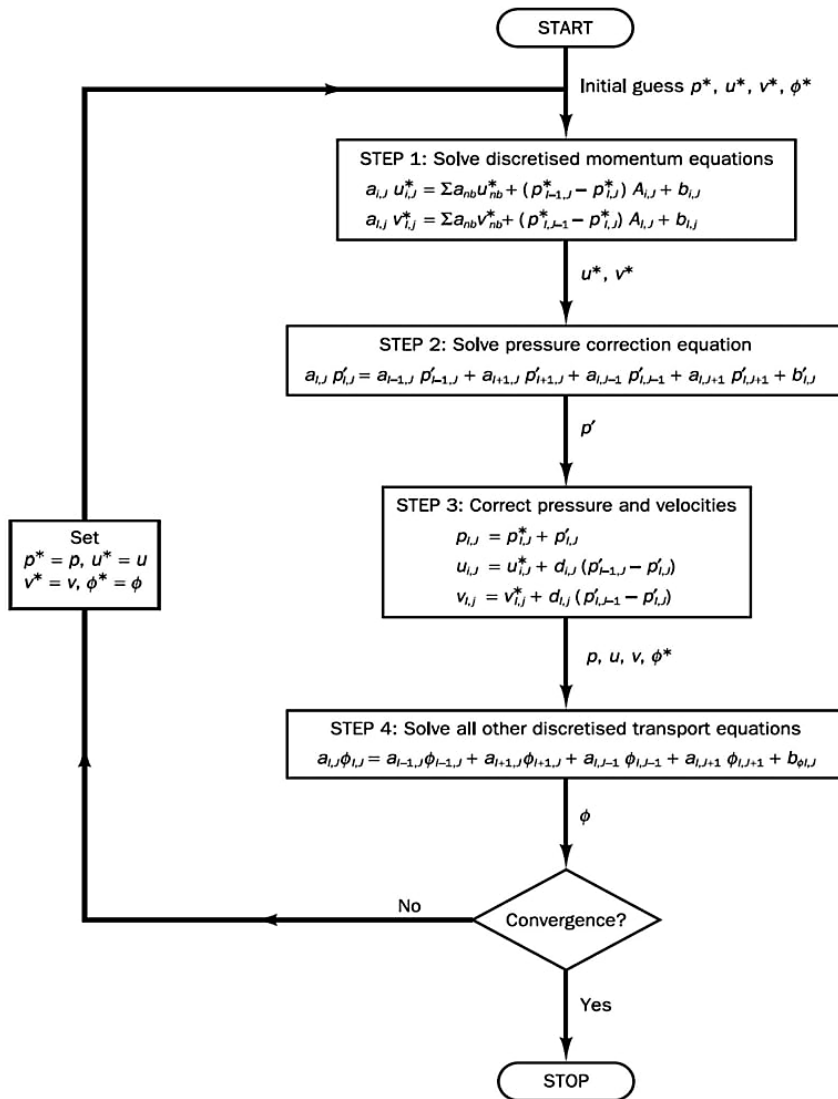 START
Initial guess p*, u*, v*, ϕ*
STEP 1: Solve discretised momentum equations
a_{i,J} u*_{i,J} = Σa_{nb}u*_{nb} + (p*_{I–1,J} – p*_{I,J}) A_{i,J} + b_{i,J}
a_{I,j} v*_{I,j} = Σa_{nb}v*_{nb} + (p*_{I,J–1} – p*_{I,J}) A_{I,J} + b_{I,j}
u*, v*
STEP 2: Solve pressure correction equation
a_{I,J} p′_{I,J} = a_{I–1,J} p′_{I–1,J} + a_{I+1,J} p′_{I+1,J} + a_{I,J–1} p′_{I,J–1} + a_{I,J+1} p′_{I,J+1} + b′_{I,J}
p′
STEP 3: Correct pressure and velocities
p_{I,J} = p*_{I,J} + p′_{I,J}
u_{i,J} = u*_{i,J} + d_{i,J} (p′_{I–1,J} – p′_{I,J})
v_{I,j} = v*_{I,j} + d_{I,j} (p′_{I,J–1} – p′_{I,J})
Set
p* = p, u* = u
v* = v, ϕ* = ϕ
p, u, v, ϕ*
STEP 4: Solve all other discretised transport equations
a_{I,J}ϕ_{I,J} = a_{I–1,J}ϕ_{I–1,J} + a_{I+1,J}ϕ_{I+1,J} + a_{I,J–1} ϕ_{I,J–1} + a_{I,J+1} ϕ_{I,J+1} + b_{ϕI,J}
ϕ
No
Convergence?
Yes
STOP